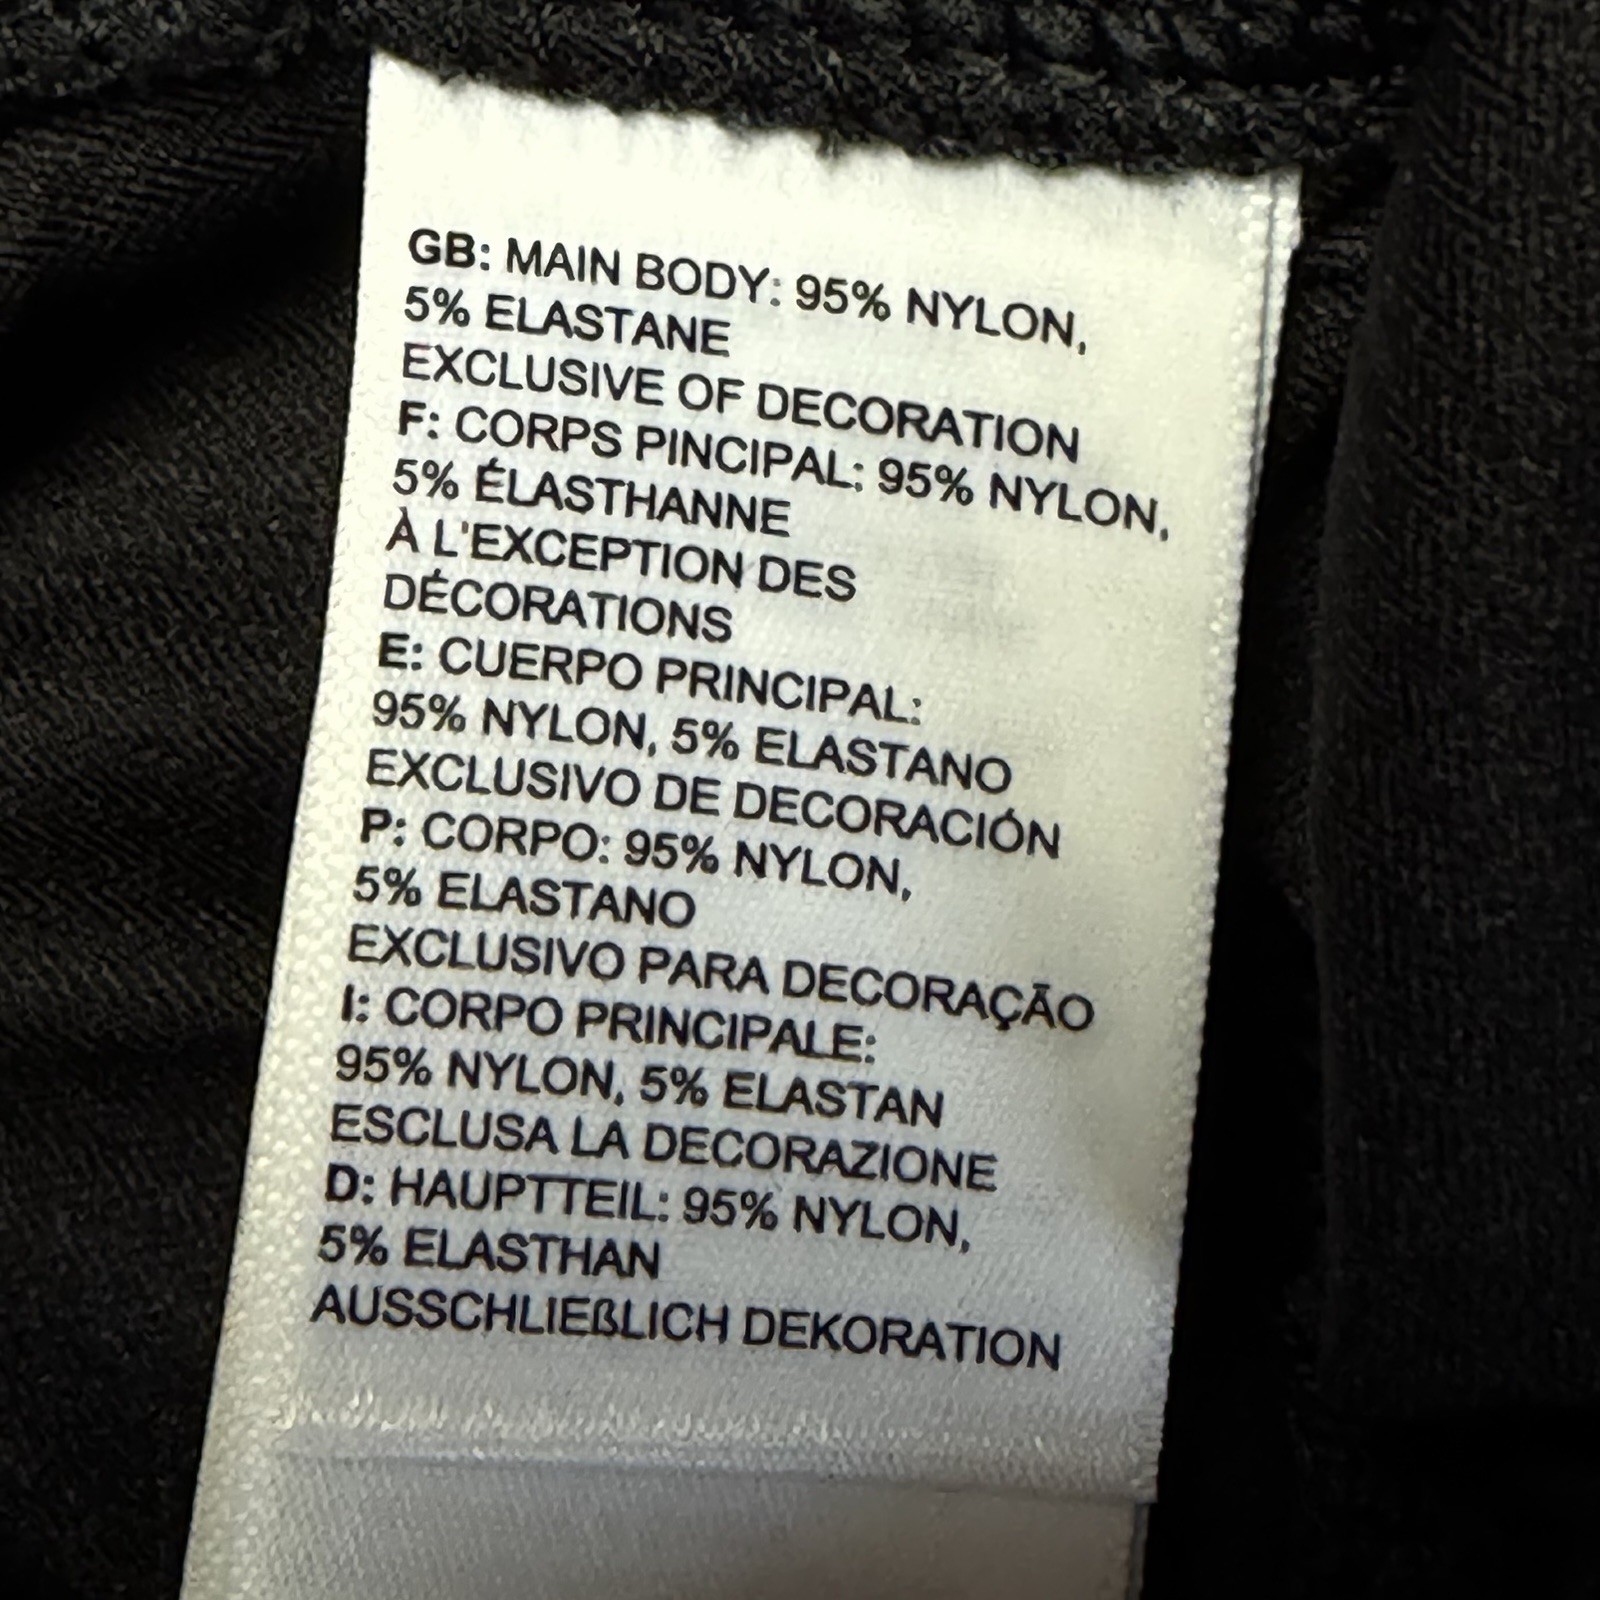 GB: MAIN BODY: 95% NYLON,
5% ELASTANE
EXCLUSIVE OF DECORATION
F: CORPS PINCIPAL: 95% NYLON,
5% ÉLASTHANNE
À L'EXCEPTION DES
DÉCORATIONS
E: CUERPO PRINCIPAL:
95% NYLON, 5% ELASTANO
EXCLUSIVO DE DECORACIÓN
P: CORPO: 95% NYLON,
5% ELASTANO
EXCLUSIVO PARA DECORAÇÃO
I: CORPO PRINCIPALE:
95% NYLON, 5% ELASTAN
ESCLUSA LA DECORAZIONE
D: HAUPTTEIL: 95% NYLON,
5% ELASTHAN
AUSSCHLIEßLICH DEKORATION